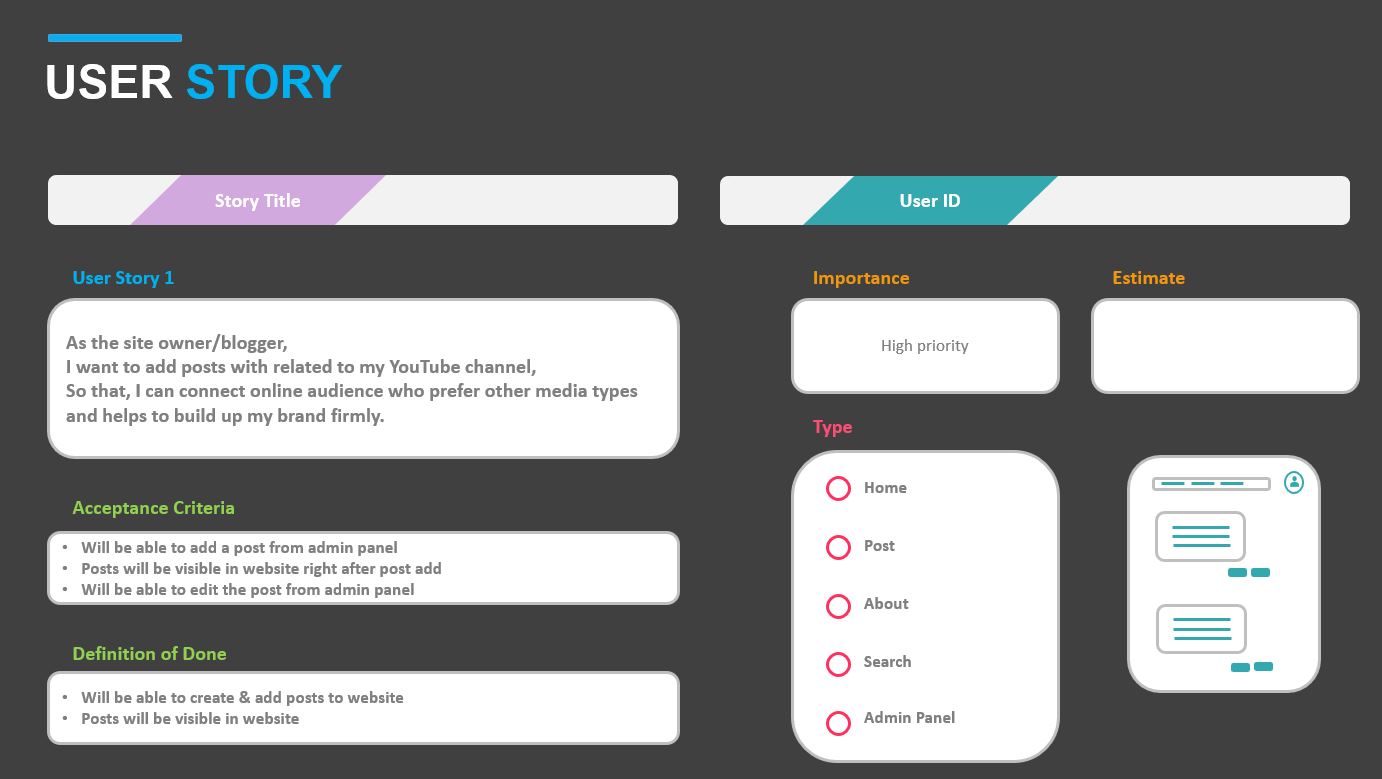 USER STORY
Story Title
User ID
User Story 1
As the site owner/blogger,
I want to add posts with related to my YouTube channel,
So that, I can connect online audience who prefer other media types
and helps to build up my brand firmly.
Acceptance Criteria
• Will be able to add a post from admin panel
• Posts will be visible in website right after post add
• Will be able to edit the post from admin panel
Definition of Done
• Will be able to create & add posts to website
• Posts will be visible in website
Importance
High priority
Estimate
Type
Home
Post
About
Search
Admin Panel